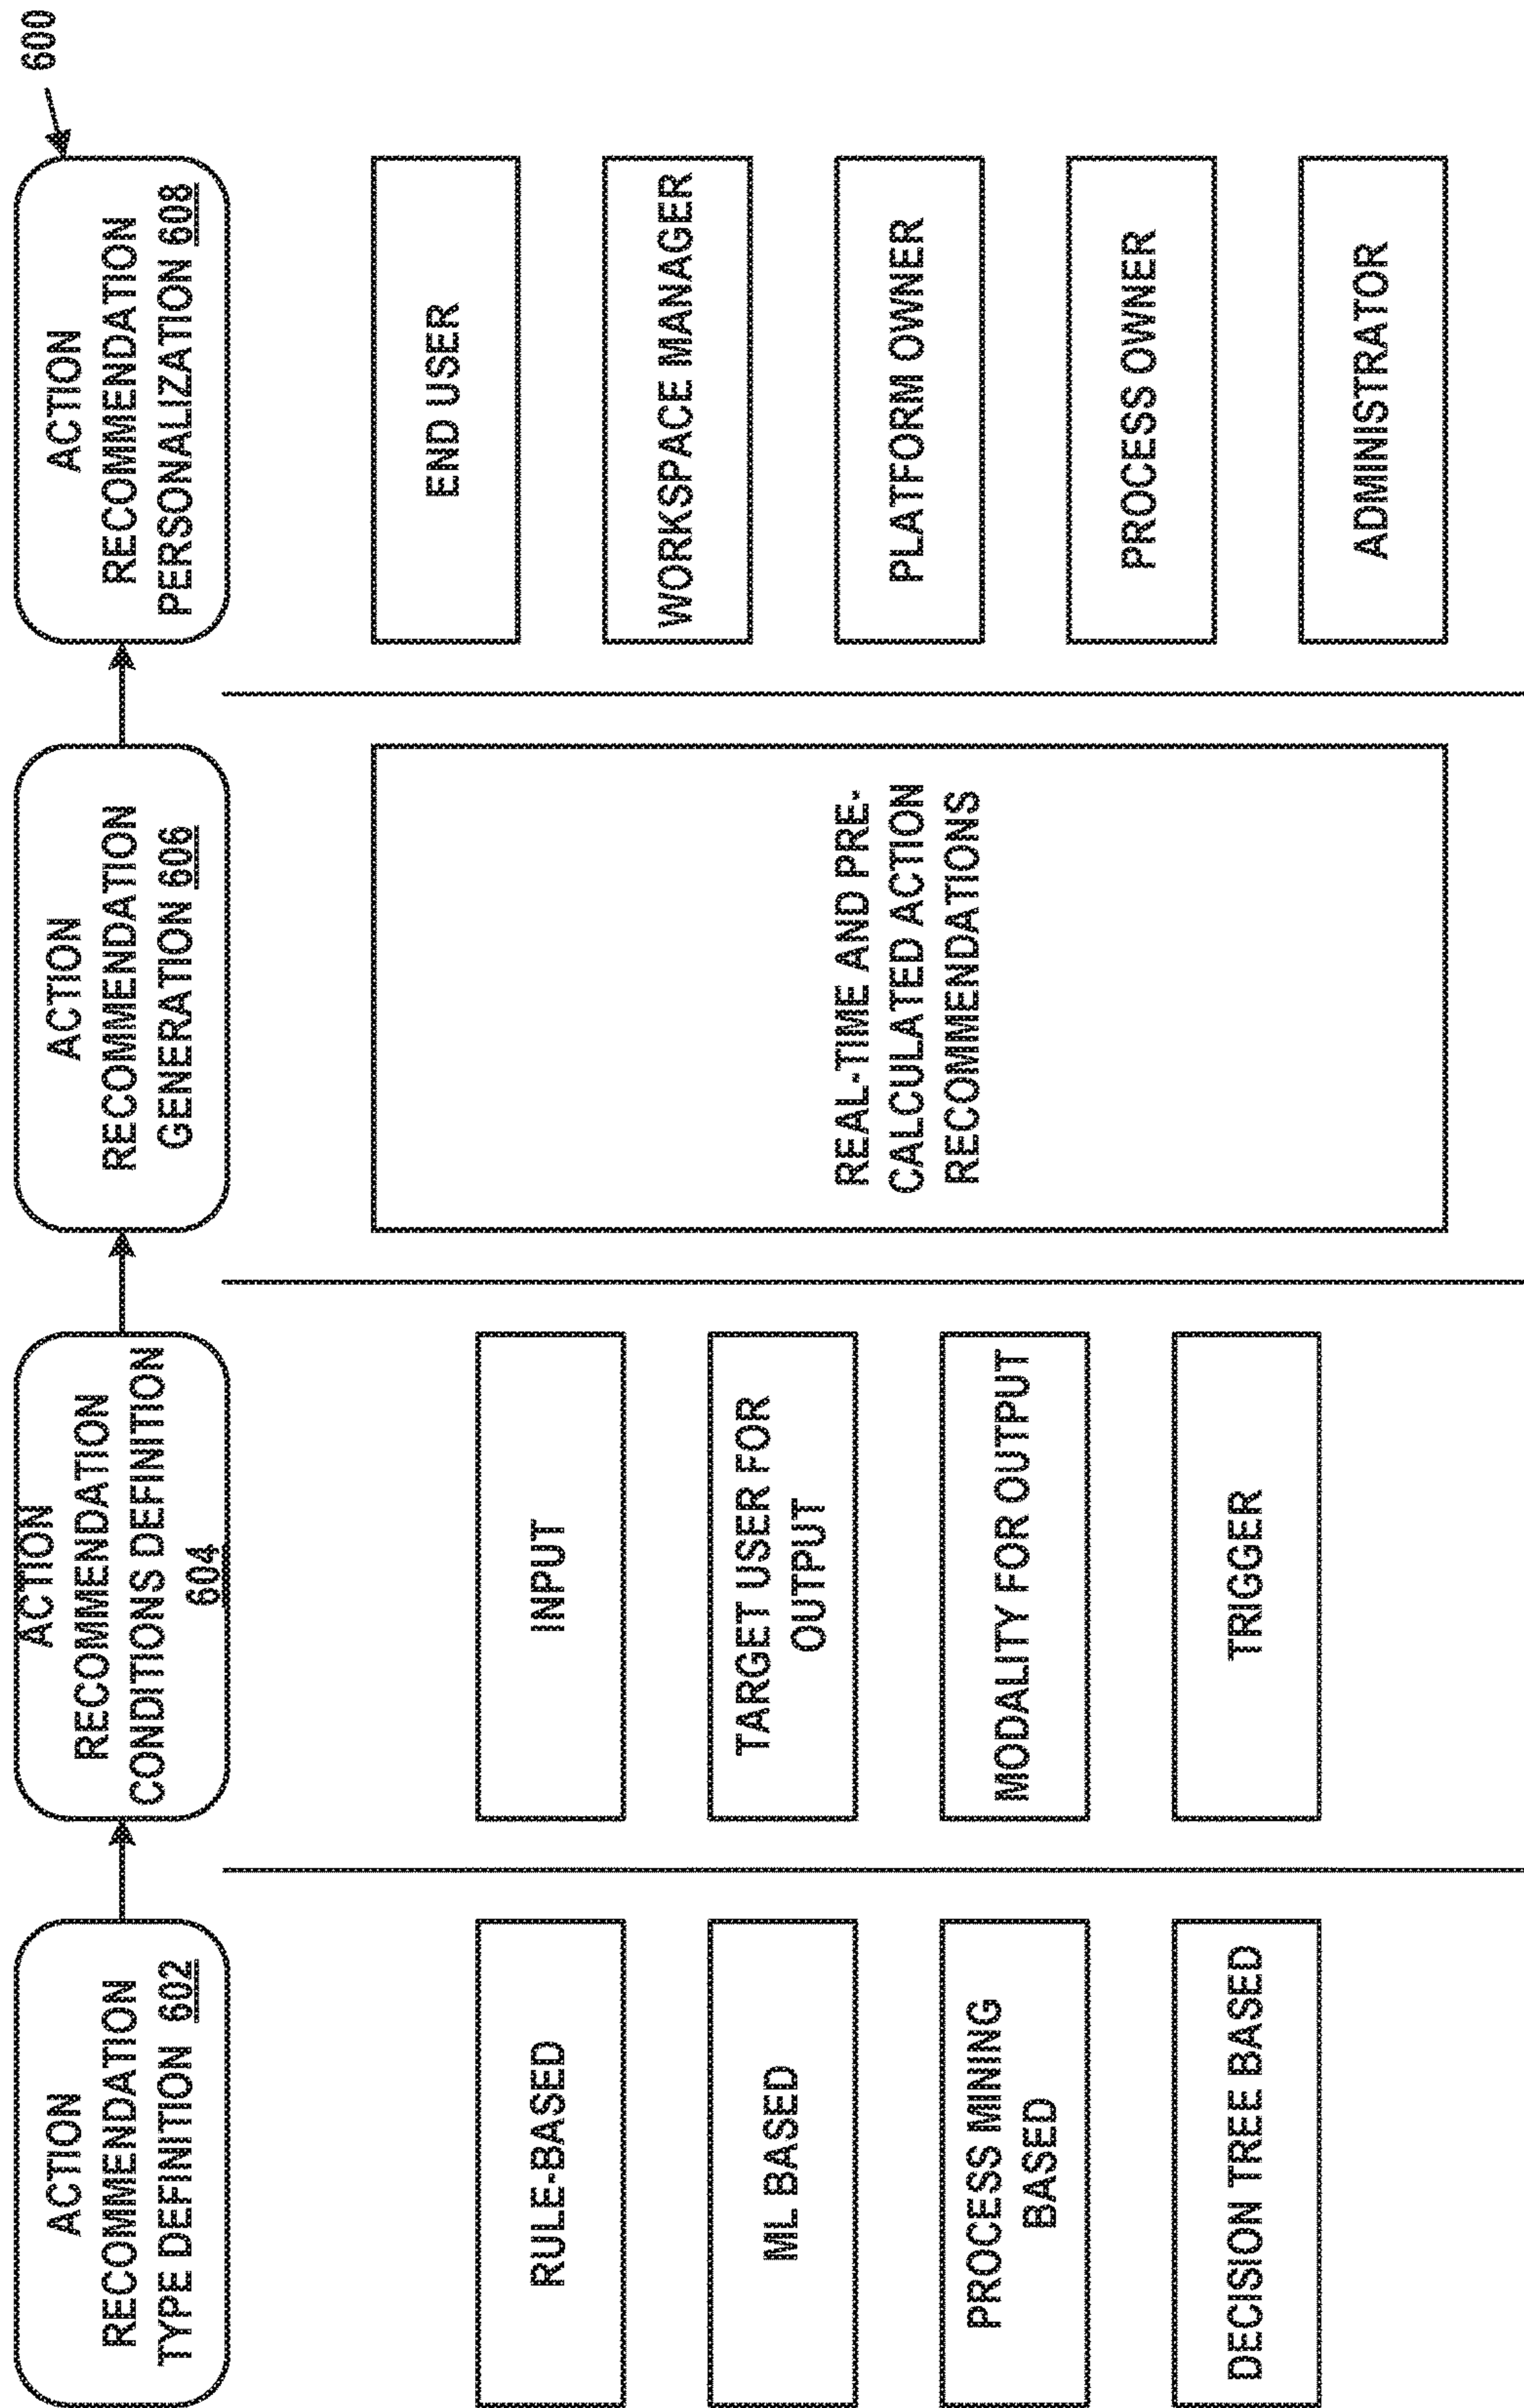 600
ACTION
RECOMMENDATION
TYPE DEFINITION 602
RULE-BASED
ML BASED
PROCESS MINING
BASED
DECISION TREE BASED
ACTION
RECOMMENDATION
CONDITIONS DEFINITION
604
INPUT
TARGET USER FOR
OUTPUT
MODALITY FOR OUTPUT
TRIGGER
ACTION
RECOMMENDATION
GENERATION 606
REAL-TIME AND PRE-
CALCULATED ACTION
RECOMMENDATIONS
ACTION
RECOMMENDATION
PERSONALIZATION 608
END USER
WORKSPACE MANAGER
PLATFORM OWNER
PROCESS OWNER
ADMINISTRATOR